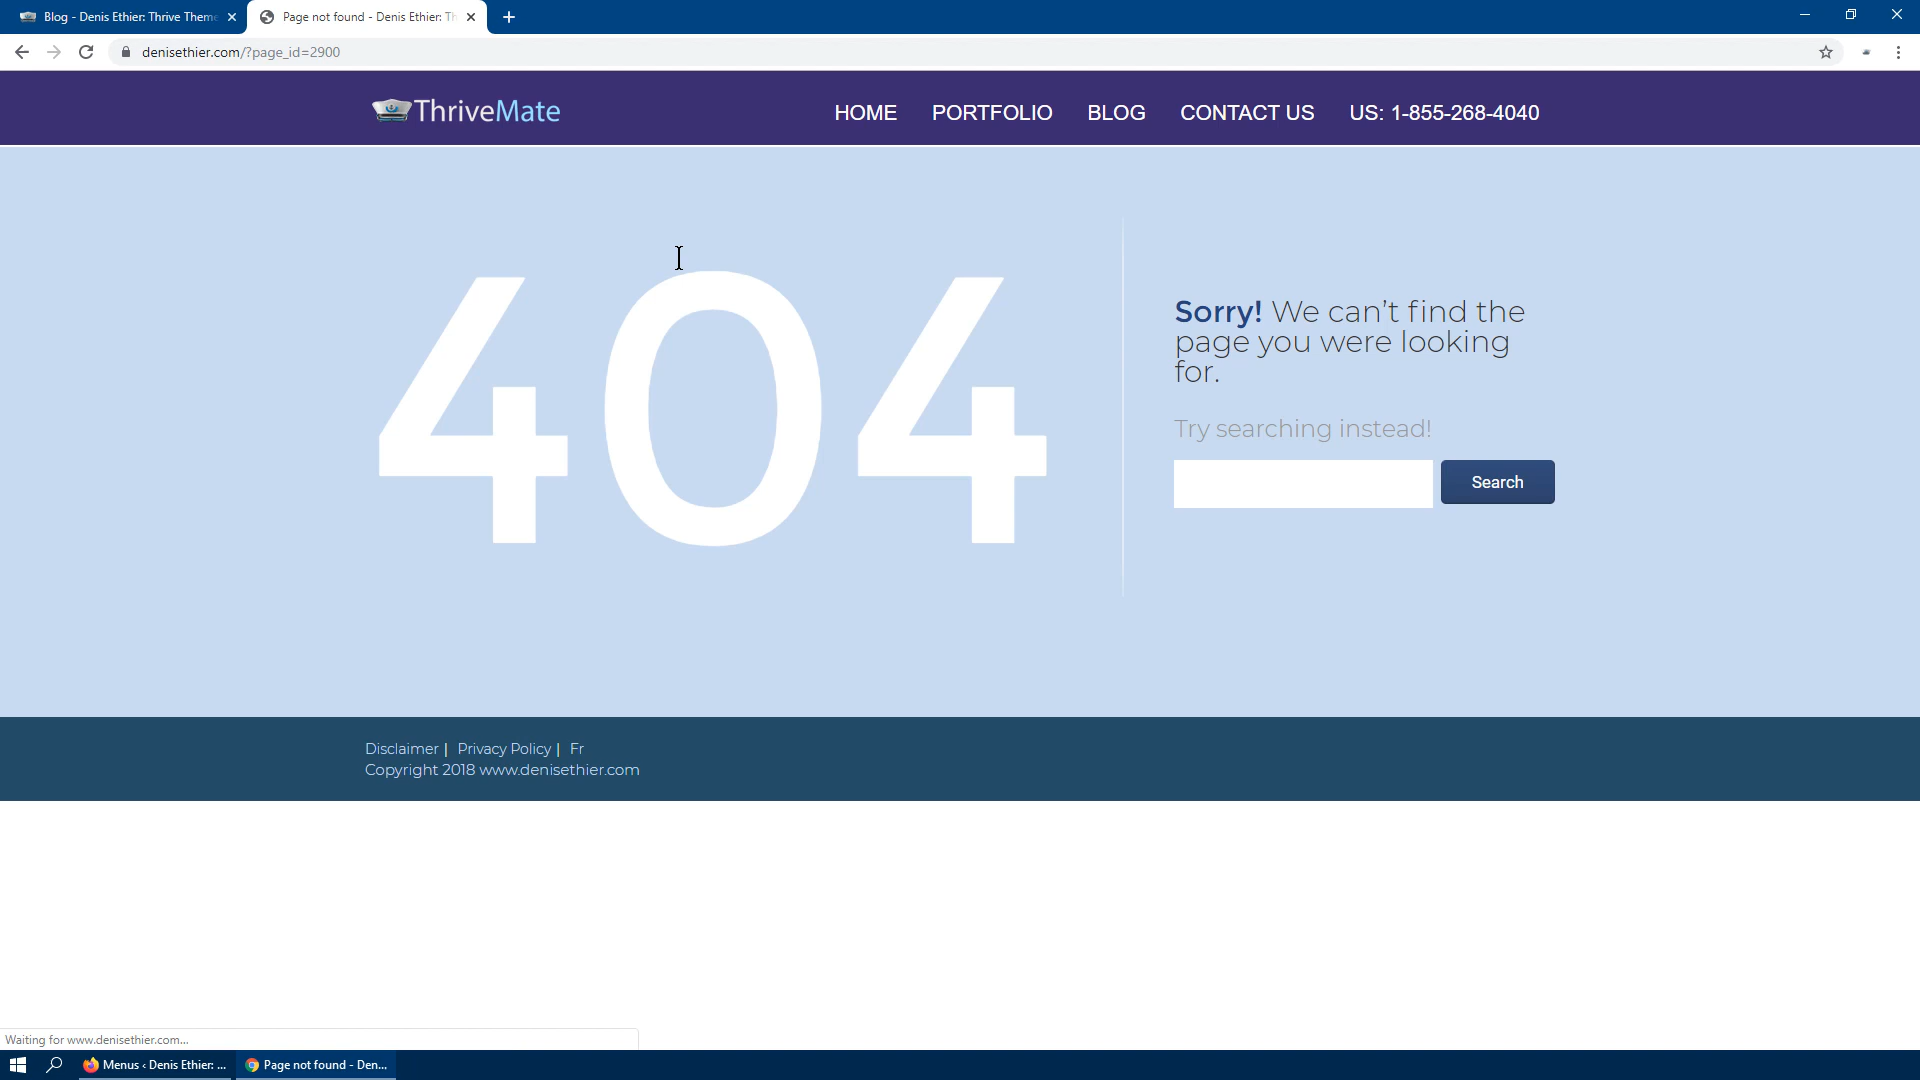 Blog - Denis Ethier: Thrive Theme
Page not found - Denis Ethier: Th
denisethier.com/?page_id=2900
ThriveMate
HOME
PORTFOLIO
BLOG
CONTACT US
US: 1-855-268-4040
404
Sorry! We can't find the
page you were looking
for.
Try searching instead!
Search
Disclaimer | Privacy Policy | Fr
Copyright 2018 www.denisethier.com
Waiting for www.denisethier.com...
Menus ‹ Denis Ethier: ...
Page not found - Den...